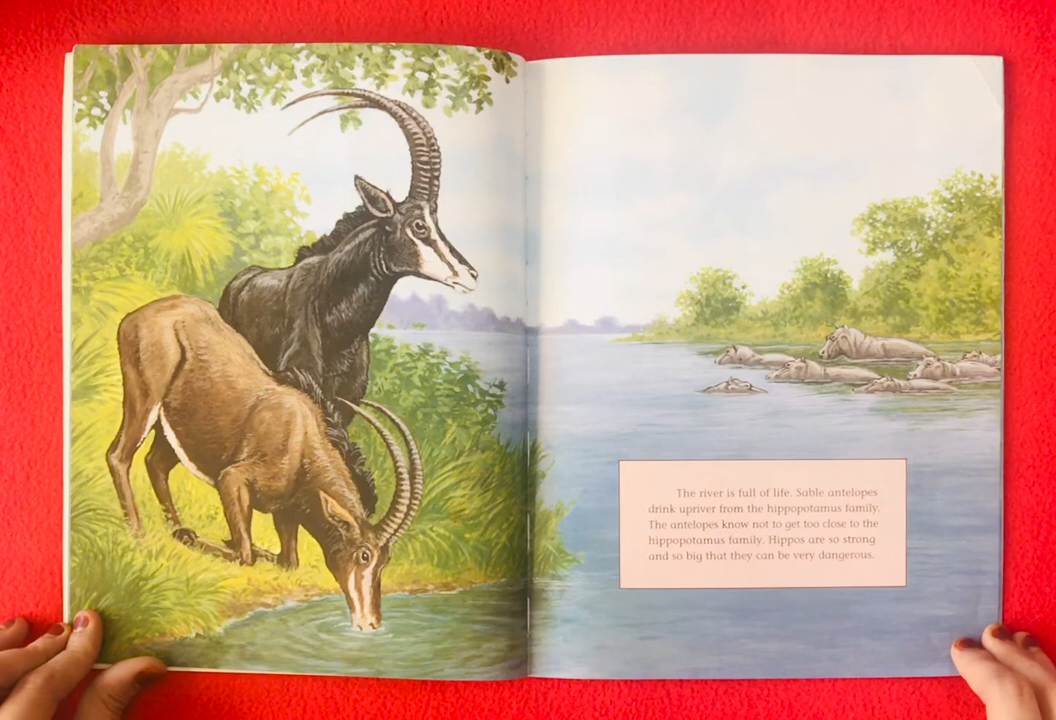 The river is full of life. Sable antelopes
drink upriver from the hippopotamus family.
The antelopes know not to get too close to the
hippopotamus family. Hippos are so strong
and so big that they can be very dangerous.